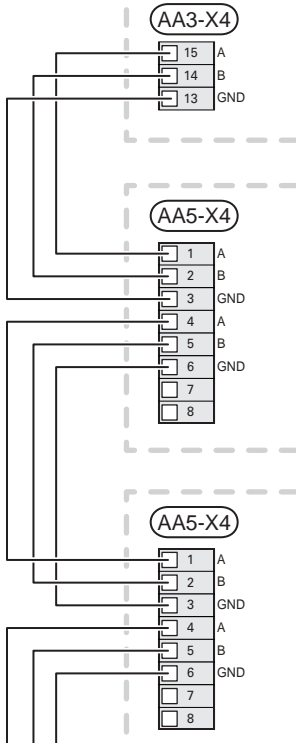 AA3-X4
15 A
14 B
13 GND
AA5-X4
1 A
2 B
3 GND
4 A
5 B
6 GND
7
8
AA5-X4
1 A
2 B
3 GND
4 A
5 B
6 GND
7
8